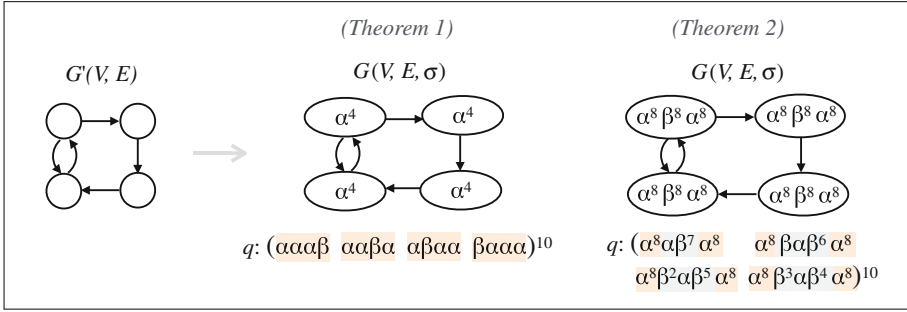 (Theorem 1) (Theorem 2)
G'(V, E) G(V, E, σ) G(V, E, σ)
α⁴ α⁴ α⁸ β⁸ α⁸ α⁸ β⁸ α⁸
α⁴ α⁴ α⁸ β⁸ α⁸ α⁸ β⁸ α⁸
q: (αααβ ααβα αβαα βααα)¹⁰ q: (α⁸αβ⁷ α⁸ α⁸ βαβ⁶ α⁸
α⁸β²αβ⁵ α⁸ α⁸ β³αβ⁴ α⁸)¹⁰